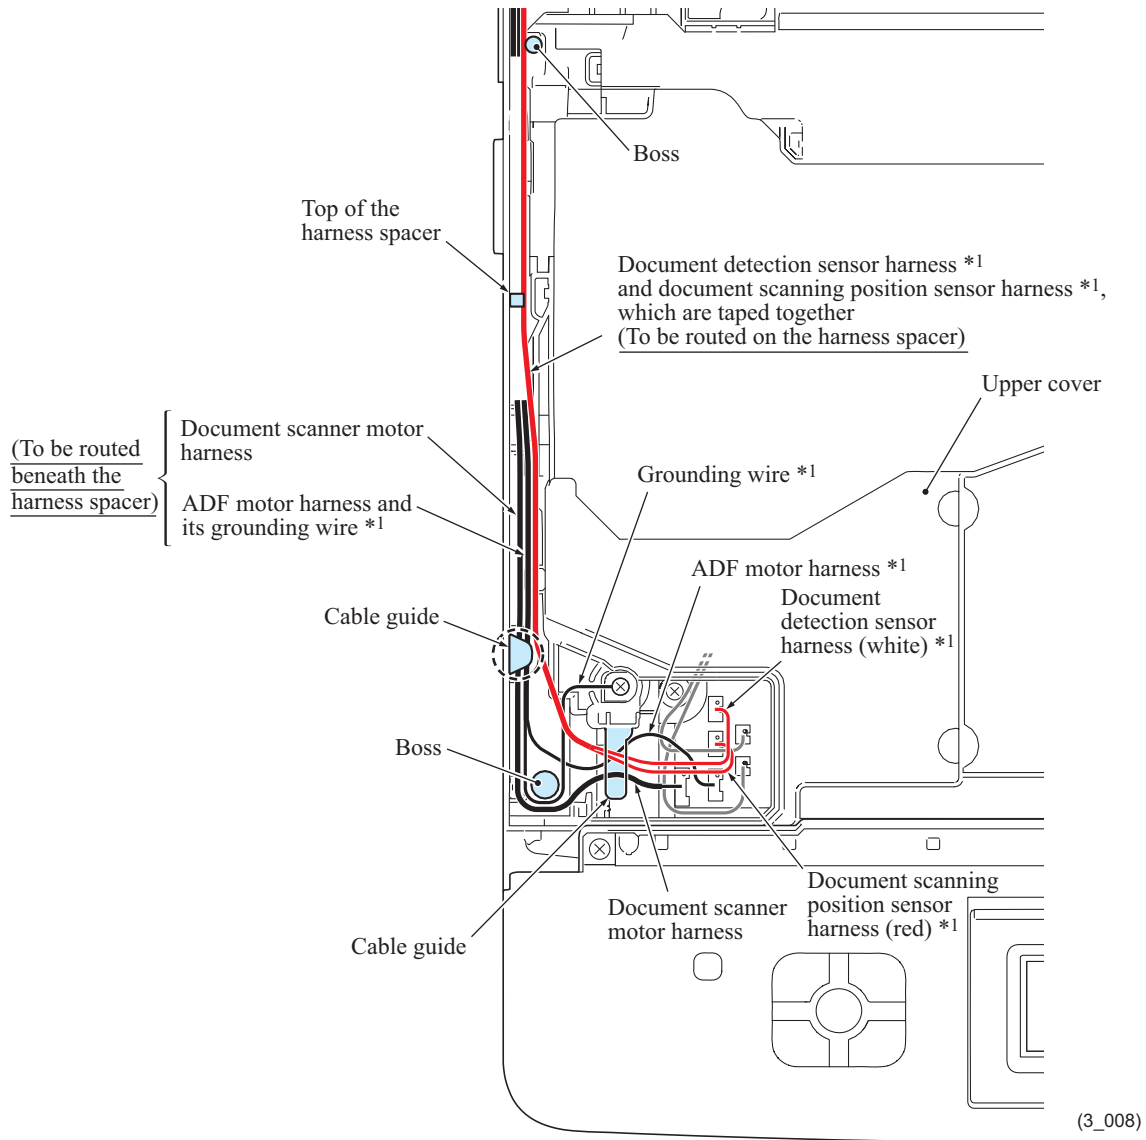 Boss
Top of the
harness spacer
Document detection sensor harness *1
and document scanning position sensor harness *1,
which are taped together
(To be routed on the harness spacer)
Upper cover
(To be routed
beneath the
harness spacer)
Document scanner motor
harness
ADF motor harness and
its grounding wire *1
Grounding wire *1
ADF motor harness *1
Document
detection sensor
harness (white) *1
Cable guide
Boss
Document scanning
position sensor
harness (red) *1
Document scanner
motor harness
Cable guide
(3_008)